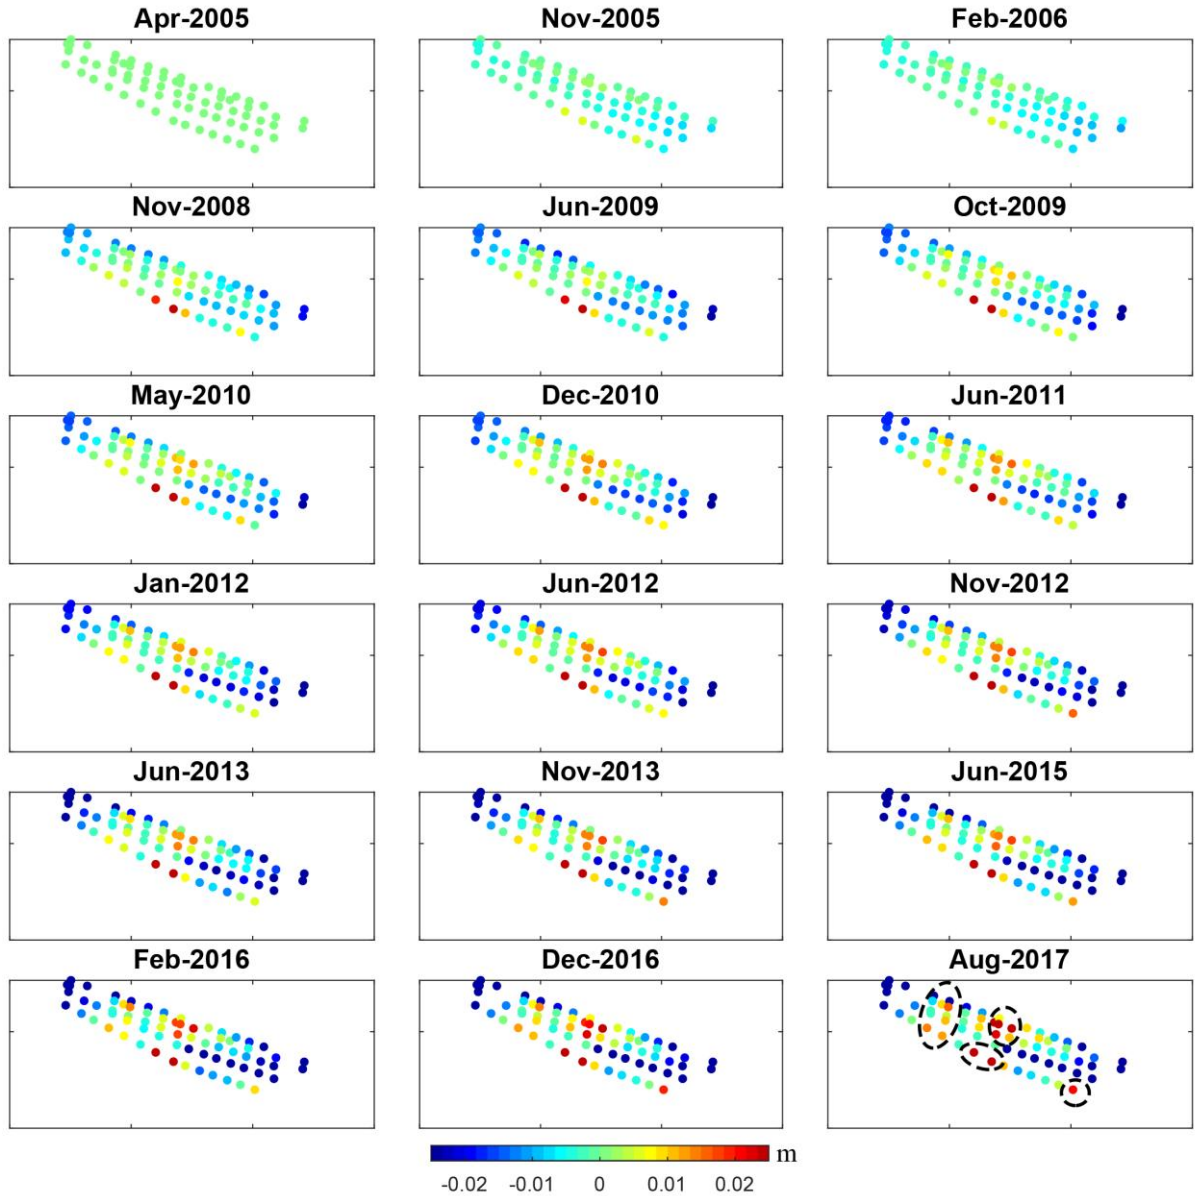 Apr-2005 Nov-2005 Feb-2006
Nov-2008 Jun-2009 Oct-2009
May-2010 Dec-2010 Jun-2011
Jan-2012 Jun-2012 Nov-2012
Jun-2013 Nov-2013 Jun-2015
Feb-2016 Dec-2016 Aug-2017
m
-0.02 -0.01 0 0.01 0.02